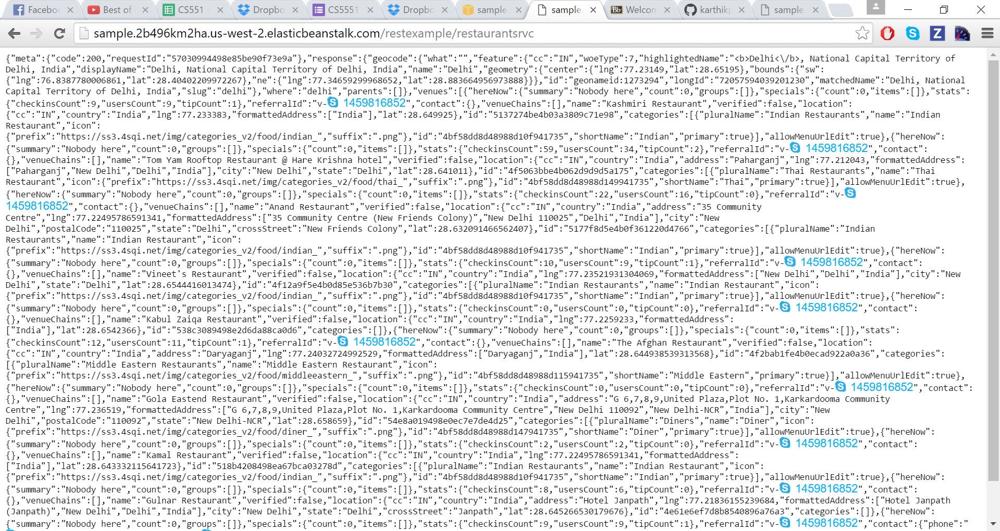 Faceboo
Best of
CS551 -
Dropbo
CS5551
Dropbo
sample
sample.
Welcom
karthikp
sample.
sample.2b496km2ha.us-west-2.elasticbeanstalk.com/restexample/restaurantsrvc
{"meta":{"code":200,"requestId":"57030994498e85be90f73e9a"},"response":{"geocode":{"what":"","feature":{"cc":"IN","woeType":7,"highlightedName":"<b>Delhi<\/b>, National Capital Territory of
Delhi, India","displayName":"Delhi, National Capital Territory of Delhi, India","name":"Delhi","geometry":{"center":{"lng":77.23149,"lat":28.65195},"bounds":{"sw":
{"lng":76.8387780006861,"lat":28.40402209972267},"ne":{"lng":77.34659299968652,"lat":28.883664956973888}}},"id":"geonameid:1273294","longId":"72057594039201230","matchedName":"Delhi, National
Capital Territory of Delhi, India","slug":"delhi"},"where":"delhi","parents":[]},"venues":[{"hereNow":{"summary":"Nobody here","count":0,"groups":[]},"specials":{"count":0,"items":[]},"stats":
{"checkinsCount":9,"usersCount":9,"tipCount":1},"referralId":"v-1459816852","contact":{},"venueChains":[],"name":"Kashmiri Restaurant","verified":false,"location":
{"cc":"IN","country":"India","lng":77.233383,"formattedAddress":["India"],"lat":28.649925},"id":"5137274be4b03a3809c71e98","categories":[{"pluralName":"Indian Restaurants","name":"Indian
Restaurant","icon":
{"prefix":"https://ss3.4sqi.net/img/categories_v2/food/indian_","suffix":".png"},"id":"4bf58dd8d48988d10f941735","shortName":"Indian","primary":true}],"allowMenuUrlEdit":true},{"hereNow":
{"summary":"Nobody here","count":0,"groups":[]},"specials":{"count":0,"items":[]},"stats":{"checkinsCount":59,"usersCount":34,"tipCount":2},"referralId":"v-1459816852","contact":
{},"venueChains":[],"name":"Tom Yam Rooftop Restaurant @ Hare Krishna hotel","verified":false,"location":{"cc":"IN","country":"India","address":"Paharganj","lng":77.212043,"formattedAddress":
["Paharganj","New Delhi","Delhi","India"],"city":"New Delhi","state":"Delhi","lat":28.641011},"id":"4f5063bbe4b062d9d9d5a175","categories":[{"pluralName":"Thai Restaurants","name":"Thai
Restaurant","icon":{"prefix":"https://ss3.4sqi.net/img/categories_v2/food/thai_","suffix":".png"},"id":"4bf58dd8d48988d149941735","shortName":"Thai","primary":true}],"allowMenuUrlEdit":true},
{"hereNow":{"summary":"Nobody here","count":0,"groups":[]},"specials":{"count":0,"items":[]},"stats":{"checkinsCount":22,"usersCount":16,"tipCount":0},"referralId":"v-
1459816852","contact":{},"venueChains":[],"name":"Anand Restaurant","verified":false,"location":{"cc":"IN","country":"India","address":"35 Community
Centre","lng":77.22495786591341,"formattedAddress":["35 Community Centre (New Friends Colony)","New Delhi 110025","Delhi","India"],"city":"New
Delhi","postalCode":"110025","state":"Delhi","crossStreet":"New Friends Colony","lat":28.632091466562407},"id":"5177f8d5e4b0f361220d4766","categories":[{"pluralName":"Indian
Restaurants","name":"Indian Restaurant","icon":
{"prefix":"https://ss3.4sqi.net/img/categories_v2/food/indian_","suffix":".png"},"id":"4bf58dd8d48988d10f941735","shortName":"Indian","primary":true}],"allowMenuUrlEdit":true},{"hereNow":
{"summary":"Nobody here","count":0,"groups":[]},"specials":{"count":0,"items":[]},"stats":{"checkinsCount":10,"usersCount":9,"tipCount":1},"referralId":"v-1459816852","contact":
{},"venueChains":[],"name":"Vineet's Restaurant","verified":false,"location":{"cc":"IN","country":"India","lng":77.23521931304069,"formattedAddress":["New Delhi","Delhi","India"],"city":"New
Delhi","state":"Delhi","lat":28.6544416013474},"id":"4f12a9f5e4b0d85e536b7b30","categories":[{"pluralName":"Indian Restaurants","name":"Indian Restaurant","icon":
{"prefix":"https://ss3.4sqi.net/img/categories_v2/food/indian_","suffix":".png"},"id":"4bf58dd8d48988d10f941735","shortName":"Indian","primary":true}],"allowMenuUrlEdit":true},{"hereNow":
{"summary":"Nobody here","count":0,"groups":[]},"specials":{"count":0,"items":[]},"stats":{"checkinsCount":0,"usersCount":0,"tipCount":0},"referralId":"v-1459816852","contact":
{},"venueChains":[],"name":"Kabul Zaiqa Restaurant","verified":false,"location":{"cc":"IN","country":"India","lng":77.2259233,"formattedAddress":
["India"],"lat":28.6542366},"id":"538c3089498e2d6da88ca0d6","categories":[]},{"hereNow":{"summary":"Nobody here","count":0,"groups":[]},"specials":{"count":0,"items":[]},"stats":
{"checkinsCount":12,"usersCount":11,"tipCount":1},"referralId":"v-1459816852","contact":{},"venueChains":[],"name":"The Afghan Restaurant","verified":false,"location":
{"cc":"IN","country":"India","address":"Daryaganj","lng":77.24032724992529,"formattedAddress":["Daryaganj","India"],"lat":28.644938539313568},"id":"4f2bab1fe4b0ecad922a0a36","categories":
[{"pluralName":"Middle Eastern Restaurants","name":"Middle Eastern Restaurant","icon":
{"prefix":"https://ss3.4sqi.net/img/categories_v2/food/middleeastern_","suffix":".png"},"id":"4bf58dd8d48988d115941735","shortName":"Middle Eastern","primary":true}],"allowMenuUrlEdit":true},
{"hereNow":{"summary":"Nobody here","count":0,"groups":[]},"specials":{"count":0,"items":[]},"stats":{"checkinsCount":0,"usersCount":0,"tipCount":0},"referralId":"v-1459816852","contact":
{},"venueChains":[],"name":"Gola Eastend Restaurant","verified":false,"location":{"cc":"IN","country":"India","address":"G 6,7,8,9,United Plaza,Plot No. 1,Karkardooma Community
Centre","lng":77.236519,"formattedAddress":["G 6,7,8,9,United Plaza,Plot No. 1,Karkardooma Community Centre","New Delhi 110092","New Delhi-NCR","India"],"city":"New
Delhi","postalCode":"110092","state":"New Delhi-NCR","lat":28.658659},"id":"54e8a019498e0ec7e7de4d25","categories":[{"pluralName":"Diners","name":"Diner","icon":
{"prefix":"https://ss3.4sqi.net/img/categories_v2/food/diner_","suffix":".png"},"id":"4bf58dd8d48988d147941735","shortName":"Diner","primary":true}],"allowMenuUrlEdit":true},{"hereNow":
{"summary":"Nobody here","count":0,"groups":[]},"specials":{"count":0,"items":[]},"stats":{"checkinsCount":2,"usersCount":2,"tipCount":0},"referralId":"v-1459816852","contact":
{},"venueChains":[],"name":"Kamal Restaurant","verified":false,"location":{"cc":"IN","country":"India","lng":77.22495786591341,"formattedAddress":
["India"],"lat":28.643332115641723},"id":"518b4208498ea67bca03278d","categories":[{"pluralName":"Indian Restaurants","name":"Indian Restaurant","icon":
{"prefix":"https://ss3.4sqi.net/img/categories_v2/food/indian_","suffix":".png"},"id":"4bf58dd8d48988d10f941735","shortName":"Indian","primary":true}],"allowMenuUrlEdit":true},{"hereNow":
{"summary":"Nobody here","count":0,"groups":[]},"specials":{"count":0,"items":[]},"stats":{"checkinsCount":8,"usersCount":6,"tipCount":0},"referralId":"v-1459816852","contact":
{},"venueChains":[],"name":"Gulnar Restaurant","verified":false,"location":{"cc":"IN","country":"India","address":"Hotel Janpath","lng":77.21836155239684,"formattedAddress":["Hotel Janpath
(Janpath)","New Delhi","Delhi","India"],"city":"New Delhi","state":"Delhi","crossStreet":"Janpath","lat":28.645266530179676},"id":"4e61e6ef7d8b8540896a76a3","categories":[]},{"hereNow":
{"summary":"Nobody here","count":0,"groups":[]},"specials":{"count":0,"items":[]},"stats":{"checkinsCount":9,"usersCount":9,"tipCount":1},"referralId":"v-1459816852","contact":{"phone":"